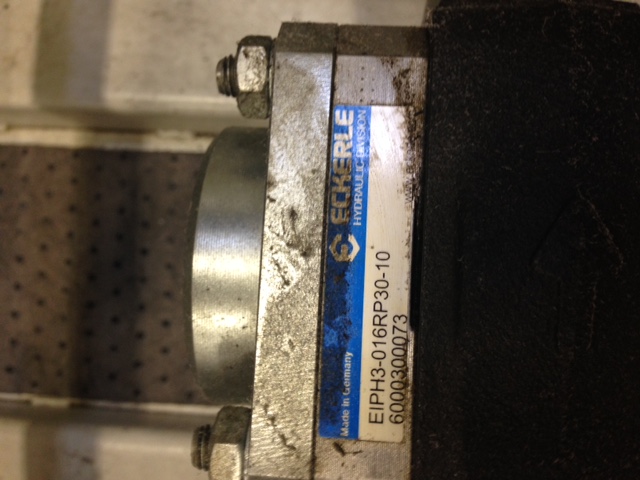 ECKERLE
HYDRAULIC DIVISION
Made in Germany
EIPH3-016RP30-10
6000300073